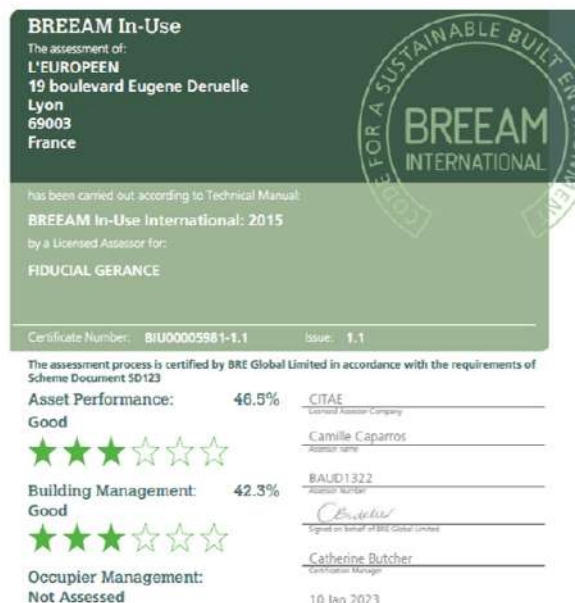 BREEAM In-Use
The assessment of:
L'EUROPEEN
19 boulevard Eugene Deruelle
Lyon
69003
France
CODE FOR A SUSTAINABLE BUILT ENVIRONMENT
BREEAM
INTERNATIONAL
has been carried out according to Technical Manual:
BREEAM In-Use International: 2015
by a Licensed Assessor for:
FIDUCIAL GERANCE
Certificate Number: BIU00005981-1.1 Issue: 1.1
The assessment process is certified by BRE Global Limited in accordance with the requirements of
Scheme Document SD123
Asset Performance: 46.5%
Good
CITAE
Licensed Assessor Company
Camille Caparros
Assessor name
BAUD1322
Assessor Number
Building Management: 42.3%
Good
Signed on behalf of BRE Global Limited
Catherine Butcher
Certification Manager
Occupier Management:
Not Assessed
10 Jan 2023